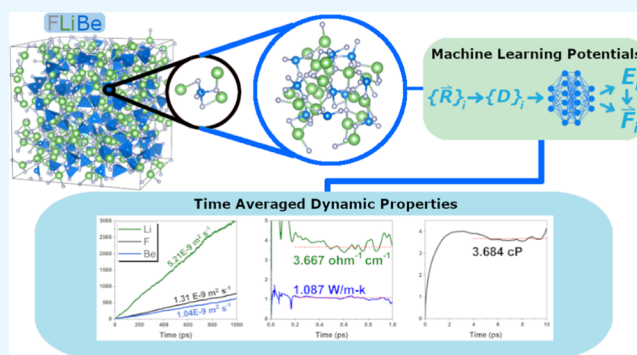 FLiBe
Machine Learning Potentials
{R⃗}ᵢ→{D}ᵢ→
Time Averaged Dynamic Properties
3000
2500
2000
1500
1000
500
0
Li
F
Be
5.21E-9 m² s⁻¹
1.31 E-9 m² s⁻¹
1.04E-9 m² s⁻¹
0 200 400 600 800 1000
Time (ps)
5
4
3
2
1
0
3.667 ohm⁻¹ cm⁻¹
1.087 W/m-k
0.0 0.2 0.4 0.6 0.8 1.0
Time (ps)
5
4
3
2
1
0
3.684 cP
0 2 4 6 8 10
Time (ps)